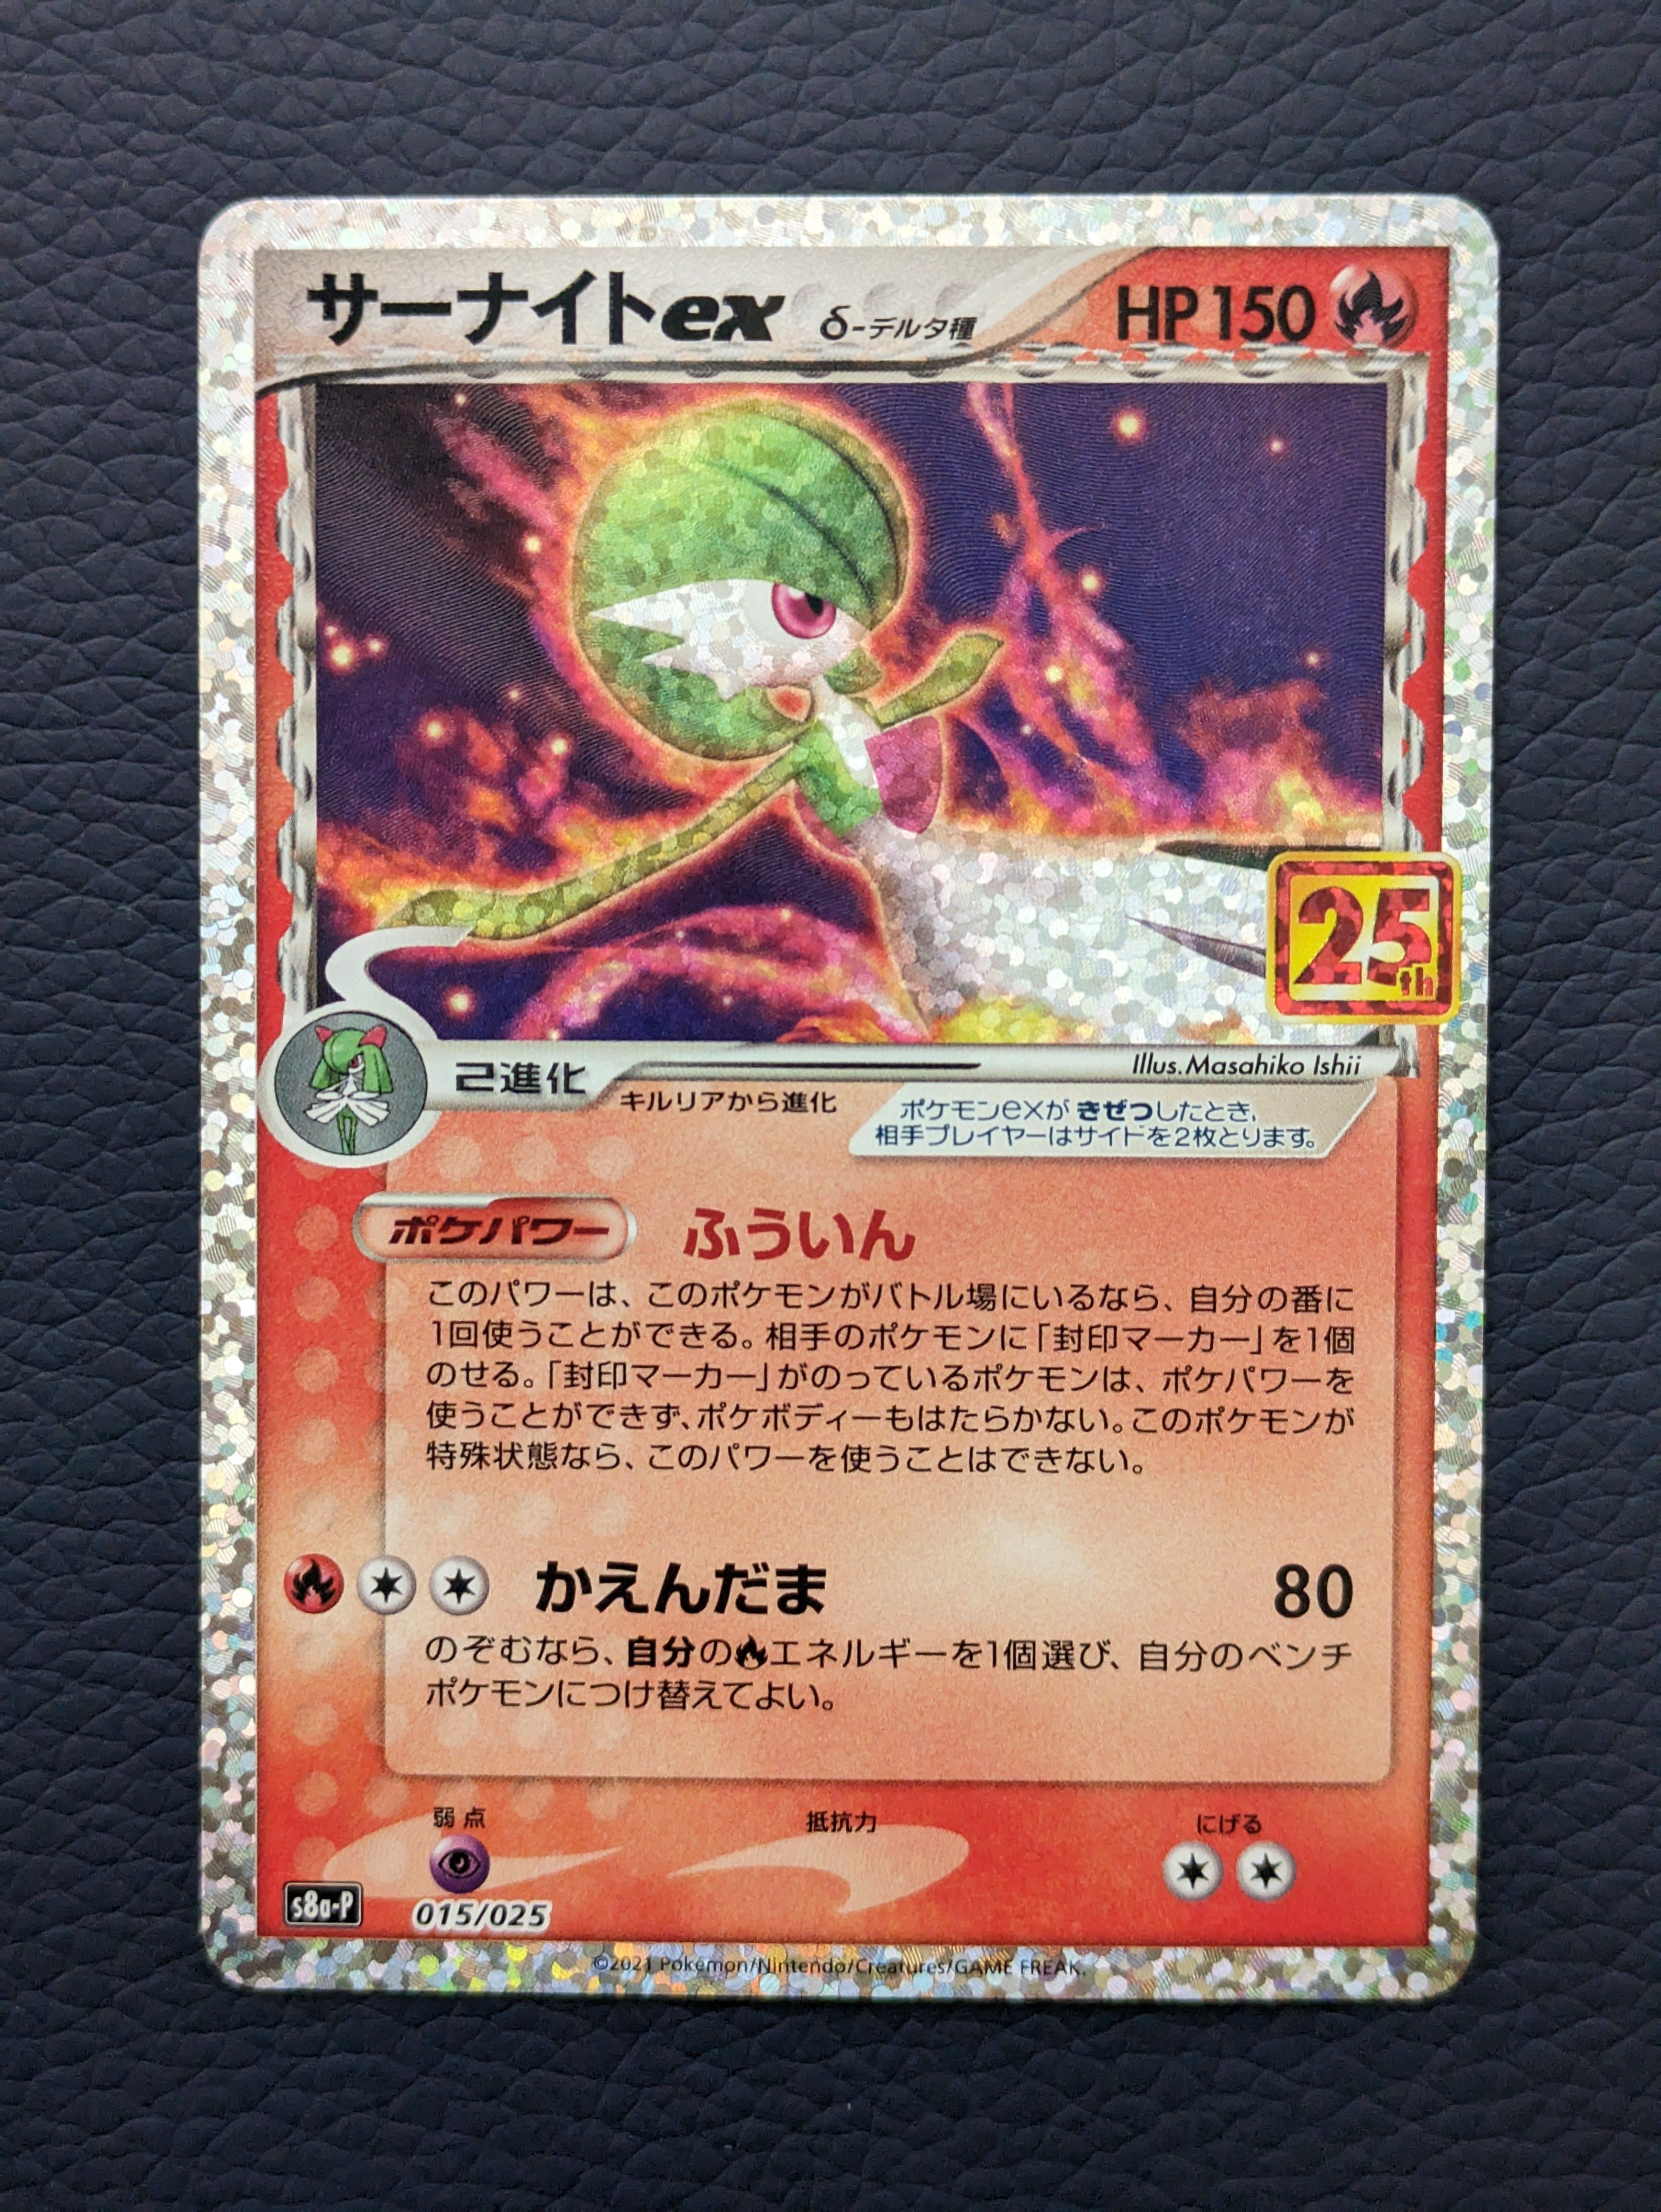 サーナイトex δ-デルタ種 HP 150
25th
2進化
キルリアから進化
Illus. Masahiko Ishii
ポケモンexが きぜつしたとき、
相手プレイヤーはサイドを2枚とります。
ポケパワー ふういん
このパワーは、このポケモンがバトル場にいるなら、自分の番に
1回使うことができる。相手のポケモンに「封印マーカー」を1個
のせる。「封印マーカー」がのっているポケモンは、ポケパワーを
使うことができず、ポケボディーもはたらかない。このポケモンが
特殊状態なら、このパワーを使うことはできない。
かえんだま 80
のぞむなら、自分のエネルギーを1個選び、自分のベンチ
ポケモンにつけ替えてよい。
弱点 抵抗力 にげる
s8a-P 015/025
©2021 Pokémon/Nintendo/Creatures/GAME FREAK.